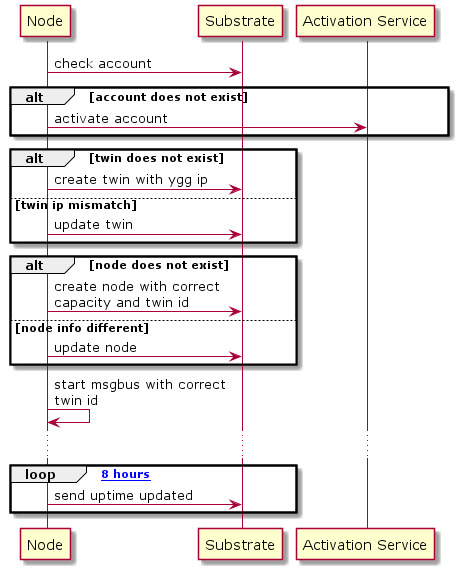 Node Substrate Activation Service
check account
alt [account does not exist]
activate account
alt [twin does not exist]
create twin with ygg ip
[twin ip mismatch]
update twin
alt [node does not exist]
create node with correct
capacity and twin id
[node info different]
update node
start msgbus with correct
twin id
loop 8 hours
send uptime updated
Node Substrate Activation Service